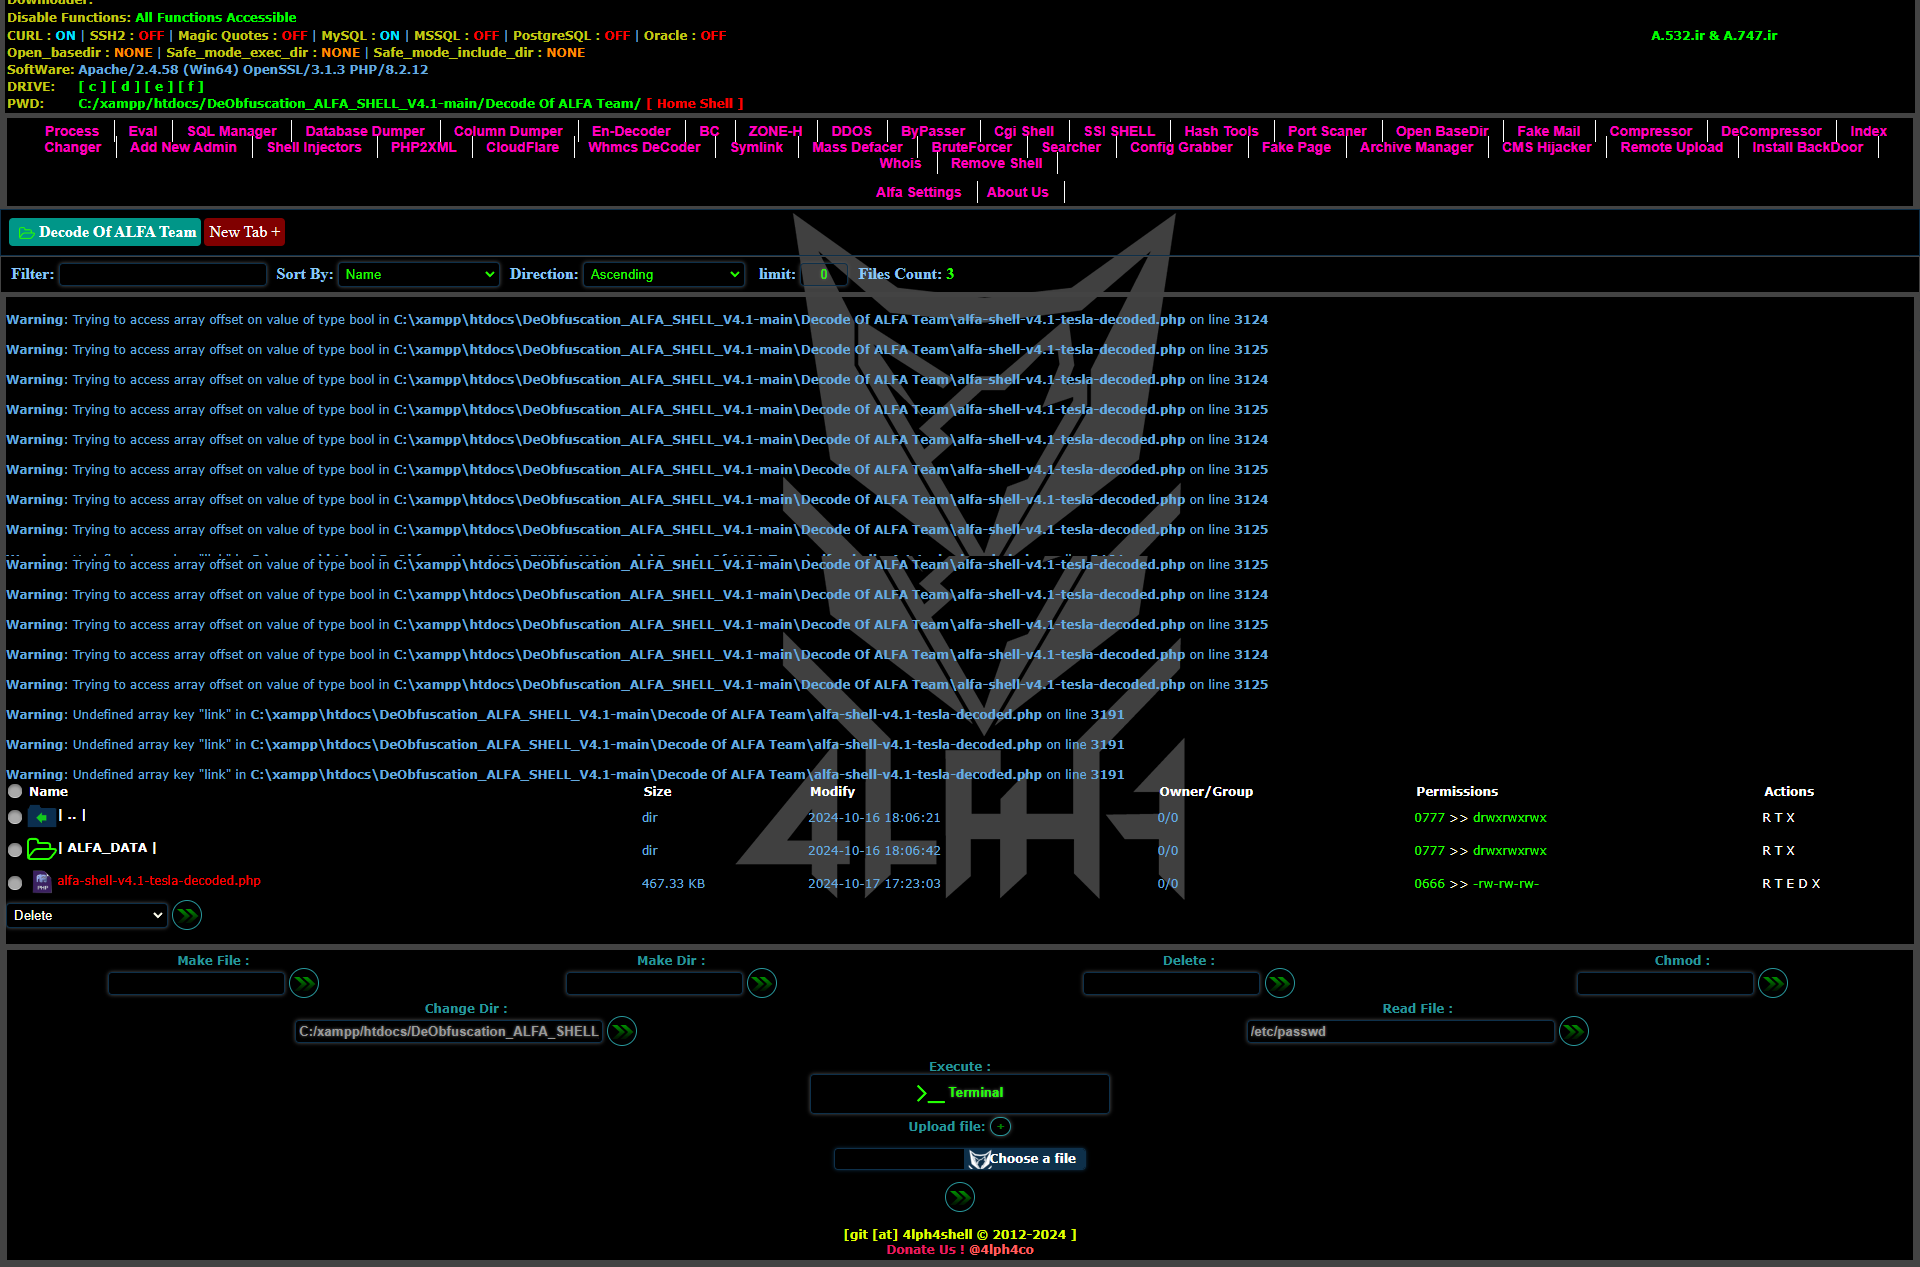 Downloader:
Disable Functions: All Functions Accessible
CURL : ON | SSH2 : OFF | Magic Quotes : OFF | MySQL : ON | MSSQL : OFF | PostgreSQL : OFF | Oracle : OFF
A.532.ir & A.747.ir
Open_basedir : NONE | Safe_mode_exec_dir : NONE | Safe_mode_include_dir : NONE
SoftWare: Apache/2.4.58 (Win64) OpenSSL/3.1.3 PHP/8.2.12
DRIVE: [ c ] [ d ] [ e ] [ f ]
PWD: C:/xampp/htdocs/DeObfuscation_ALFA_SHELL_V4.1-main/Decode Of ALFA Team/ [ Home Shell ]
Process Eval SQL Manager Database Dumper Column Dumper En-Decoder BC ZONE-H DDOS ByPasser Cgi Shell SSI SHELL Hash Tools Port Scaner Open BaseDir Fake Mail Compressor DeCompressor Index
Changer Add New Admin Shell Injectors PHP2XML CloudFlare Whmcs DeCoder Symlink Mass Defacer BruteForcer Searcher Config Grabber Fake Page Archive Manager CMS Hijacker Remote Upload Install BackDoor
Whois Remove Shell
Alfa Settings About Us
Decode Of ALFA Team New Tab +
Filter: Sort By: Name Direction: Ascending limit: 0 Files Count: 3
Warning: Trying to access array offset on value of type bool in C:\xampp\htdocs\DeObfuscation_ALFA_SHELL_V4.1-main\Decode Of ALFA Team\alfa-shell-v4.1-tesla-decoded.php on line 3124
Warning: Trying to access array offset on value of type bool in C:\xampp\htdocs\DeObfuscation_ALFA_SHELL_V4.1-main\Decode Of ALFA Team\alfa-shell-v4.1-tesla-decoded.php on line 3125
Warning: Trying to access array offset on value of type bool in C:\xampp\htdocs\DeObfuscation_ALFA_SHELL_V4.1-main\Decode Of ALFA Team\alfa-shell-v4.1-tesla-decoded.php on line 3124
Warning: Trying to access array offset on value of type bool in C:\xampp\htdocs\DeObfuscation_ALFA_SHELL_V4.1-main\Decode Of ALFA Team\alfa-shell-v4.1-tesla-decoded.php on line 3125
Warning: Trying to access array offset on value of type bool in C:\xampp\htdocs\DeObfuscation_ALFA_SHELL_V4.1-main\Decode Of ALFA Team\alfa-shell-v4.1-tesla-decoded.php on line 3124
Warning: Trying to access array offset on value of type bool in C:\xampp\htdocs\DeObfuscation_ALFA_SHELL_V4.1-main\Decode Of ALFA Team\alfa-shell-v4.1-tesla-decoded.php on line 3125
Warning: Trying to access array offset on value of type bool in C:\xampp\htdocs\DeObfuscation_ALFA_SHELL_V4.1-main\Decode Of ALFA Team\alfa-shell-v4.1-tesla-decoded.php on line 3124
Warning: Trying to access array offset on value of type bool in C:\xampp\htdocs\DeObfuscation_ALFA_SHELL_V4.1-main\Decode Of ALFA Team\alfa-shell-v4.1-tesla-decoded.php on line 3125
Warning: Trying to access array offset on value of type bool in C:\xampp\htdocs\DeObfuscation_ALFA_SHELL_V4.1-main\Decode Of ALFA Team\alfa-shell-v4.1-tesla-decoded.php on line 3125
Warning: Trying to access array offset on value of type bool in C:\xampp\htdocs\DeObfuscation_ALFA_SHELL_V4.1-main\Decode Of ALFA Team\alfa-shell-v4.1-tesla-decoded.php on line 3124
Warning: Trying to access array offset on value of type bool in C:\xampp\htdocs\DeObfuscation_ALFA_SHELL_V4.1-main\Decode Of ALFA Team\alfa-shell-v4.1-tesla-decoded.php on line 3125
Warning: Trying to access array offset on value of type bool in C:\xampp\htdocs\DeObfuscation_ALFA_SHELL_V4.1-main\Decode Of ALFA Team\alfa-shell-v4.1-tesla-decoded.php on line 3124
Warning: Trying to access array offset on value of type bool in C:\xampp\htdocs\DeObfuscation_ALFA_SHELL_V4.1-main\Decode Of ALFA Team\alfa-shell-v4.1-tesla-decoded.php on line 3125
Warning: Undefined array key "link" in C:\xampp\htdocs\DeObfuscation_ALFA_SHELL_V4.1-main\Decode Of ALFA Team\alfa-shell-v4.1-tesla-decoded.php on line 3191
Warning: Undefined array key "link" in C:\xampp\htdocs\DeObfuscation_ALFA_SHELL_V4.1-main\Decode Of ALFA Team\alfa-shell-v4.1-tesla-decoded.php on line 3191
Warning: Undefined array key "link" in C:\xampp\htdocs\DeObfuscation_ALFA_SHELL_V4.1-main\Decode Of ALFA Team\alfa-shell-v4.1-tesla-decoded.php on line 3191
Name Size Modify Owner/Group Permissions Actions
| .. | dir 2024-10-16 18:06:21 0/0 0777 >> drwxrwxrwx R T X
| ALFA_DATA | dir 2024-10-16 18:06:42 0/0 0777 >> drwxrwxrwx R T X
PHP alfa-shell-v4.1-tesla-decoded.php 467.33 KB 2024-10-17 17:23:03 0/0 0666 >> -rw-rw-rw- R T E D X
Delete
Make File : Make Dir : Delete : Chmod :
Change Dir : Read File :
C:/xampp/htdocs/DeObfuscation_ALFA_SHELL /etc/passwd
Execute :
Terminal
Upload file: +
Choose a file
[git [at] 4lph4shell © 2012-2024 ]
Donate Us ! @4lph4co